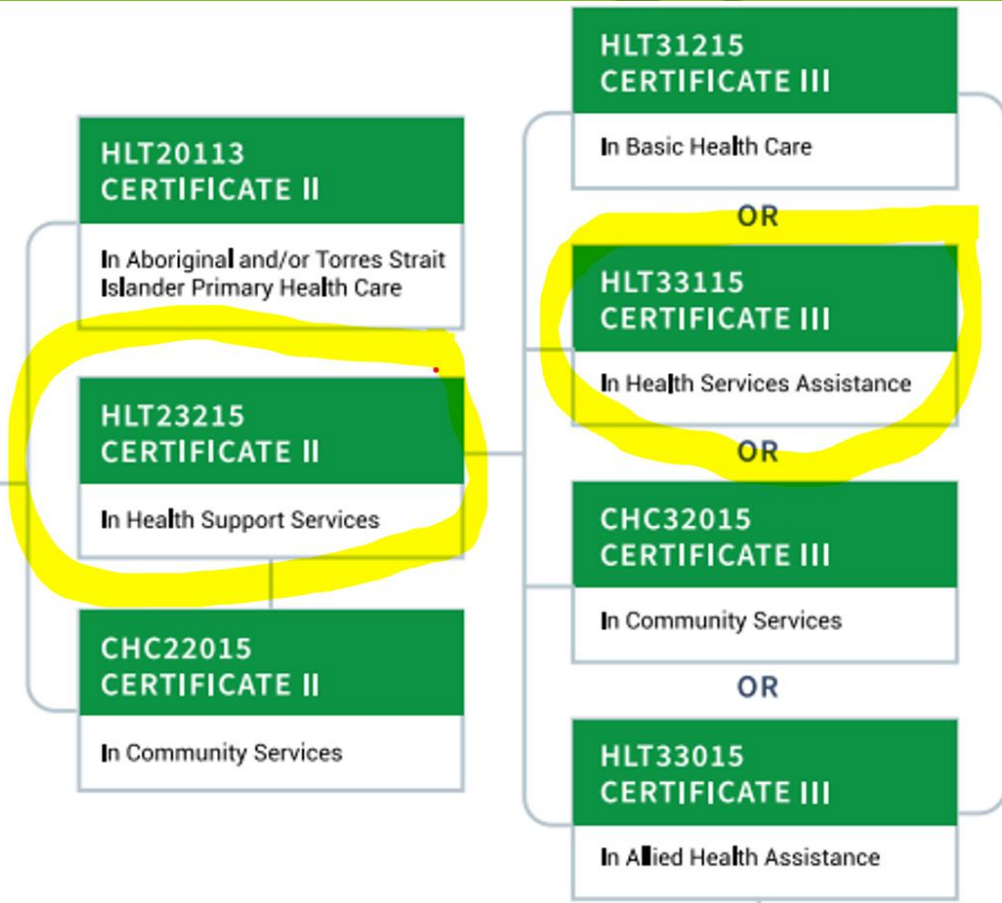 HLT20113
CERTIFICATE II
In Aboriginal and/or Torres Strait
Islander Primary Health Care
HLT23215
CERTIFICATE II
In Health Support Services
CHC22015
CERTIFICATE II
In Community Services
HLT31215
CERTIFICATE III
In Basic Health Care
OR
HLT33115
CERTIFICATE III
In Health Services Assistance
OR
CHC32015
CERTIFICATE III
In Community Services
OR
HLT33015
CERTIFICATE III
In Allied Health Assistance